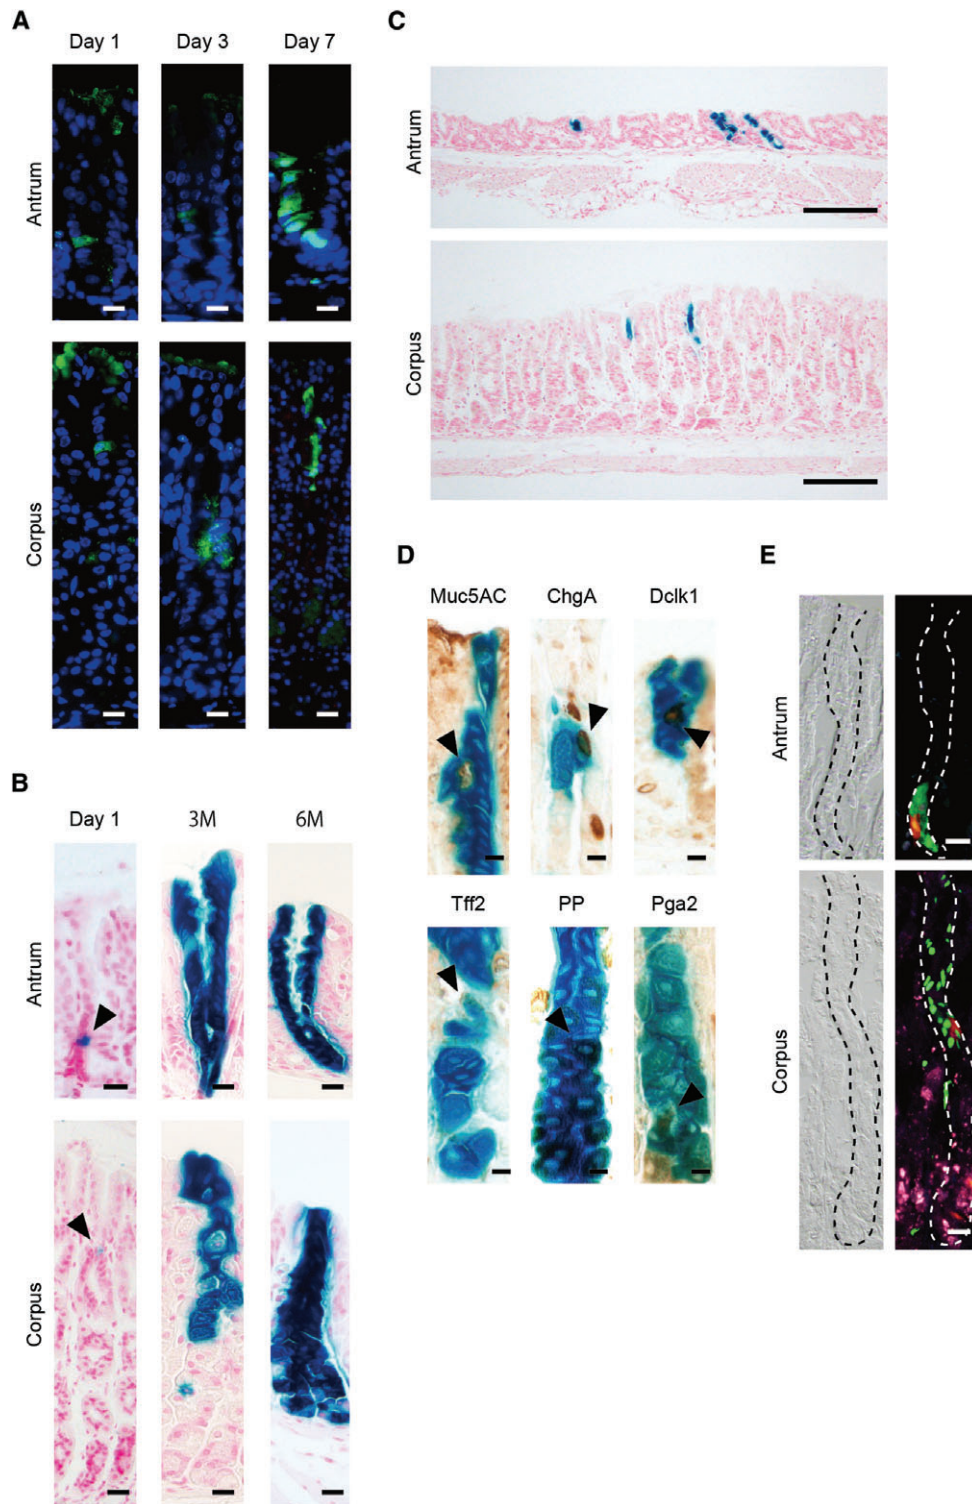 A
Day 1
Day 3
Day 7
Antrum
Corpus
B
Day 1
3M
6M
Antrum
Corpus
C
Antrum
Corpus
D
Muc5AC
ChgA
Dclk1
Tff2
PP
Pga2
E
Antrum
Corpus